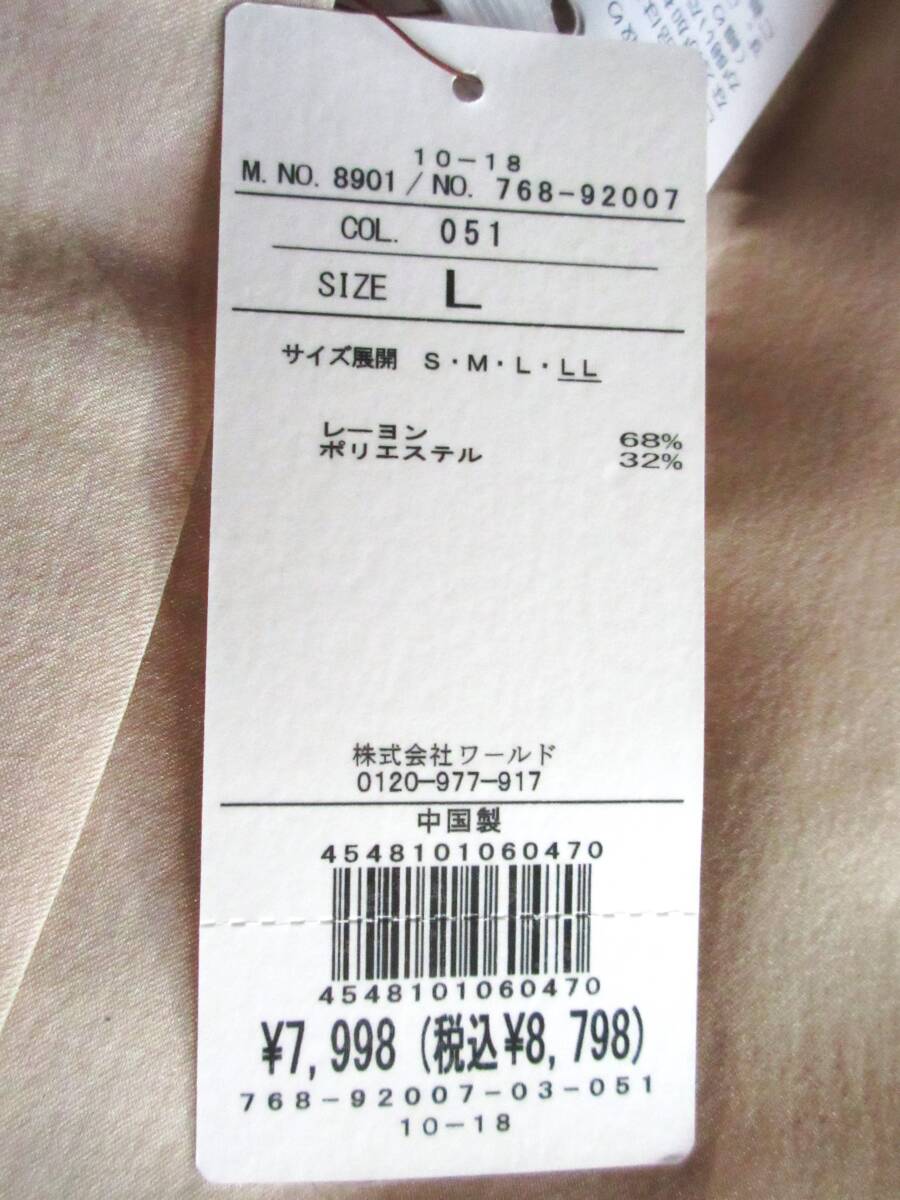 10-18
M. NO. 8901 / NO. 768-92007
COL. 051
SIZE L
サイズ展開 S・M・L・LL
レーヨン 68%
ポリエステル 32%
株式会社ワールド
0120-977-917
中国製
4548101060470
4548101060470
¥7,998 (税込¥8,798)
768-92007-03-051
10-18